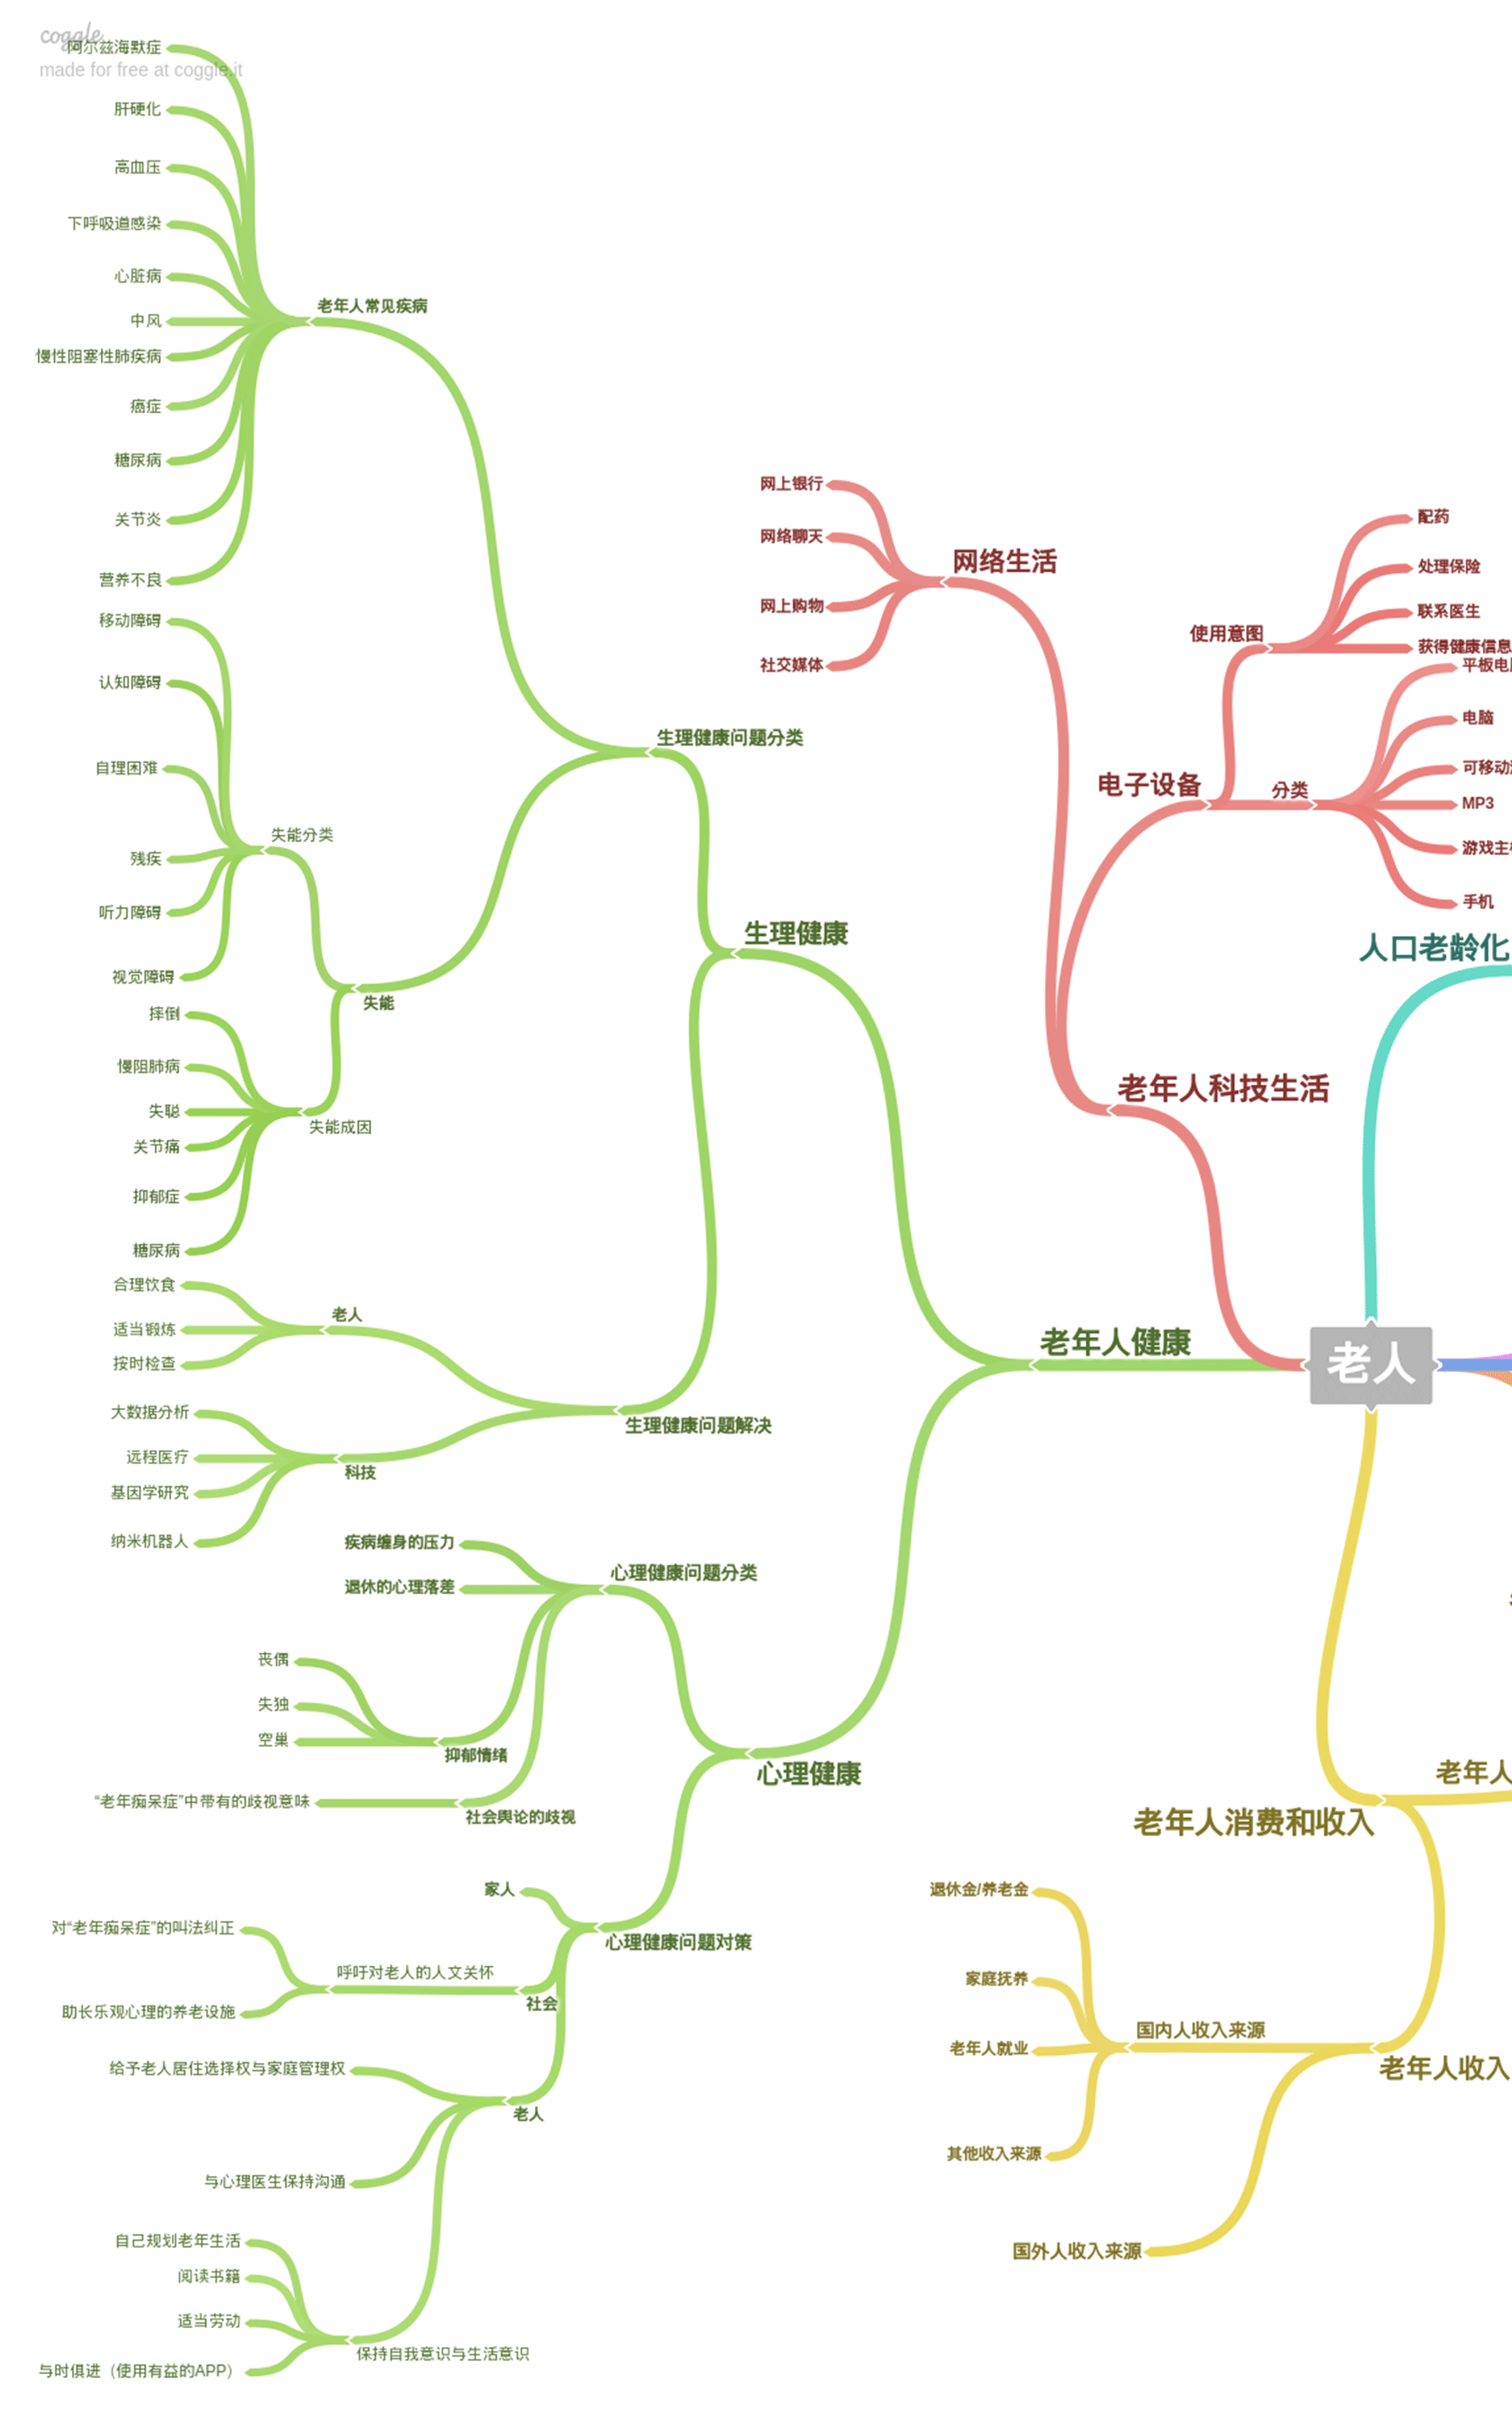 coggle
made for free at coggle.it
阿尔兹海默症
肝硬化
高血压
下呼吸道感染
心脏病
中风
慢性阻塞性肺疾病
癌症
糖尿病
关节炎
营养不良
老年人常见疾病
移动障碍
认知障碍
自理困难
残疾
听力障碍
视觉障碍
失能分类
失能
摔倒
慢阻肺病
失聪
关节痛
抑郁症
糖尿病
失能成因
生理健康问题分类
生理健康
合理饮食
适当锻炼
按时检查
老人
大数据分析
远程医疗
基因学研究
纳米机器人
科技
生理健康问题解决
老年人健康
疾病缠身的压力
退休的心理落差
心理健康问题分类
丧偶
失独
空巢
抑郁情绪
“老年痴呆症”中带有的歧视意味
社会舆论的歧视
心理健康
家人
心理健康问题对策
对“老年痴呆症”的叫法纠正
助长乐观心理的养老设施
呼吁对老人的人文关怀
社会
给予老人居住选择权与家庭管理权
与心理医生保持沟通
老人
自己规划老年生活
阅读书籍
适当劳动
与时俱进（使用有益的APP）
保持自我意识与生活意识
网上银行
网络聊天
网上购物
社交媒体
网络生活
配药
处理保险
联系医生
获得健康信息
使用意图
平板电
电脑
可移动
MP3
游戏主
手机
分类
电子设备
老年人科技生活
人口老龄化
老人
老年人
老年人消费和收入
退休金/养老金
家庭抚养
老年人就业
其他收入来源
国内人收入来源
国外人收入来源
老年人收入